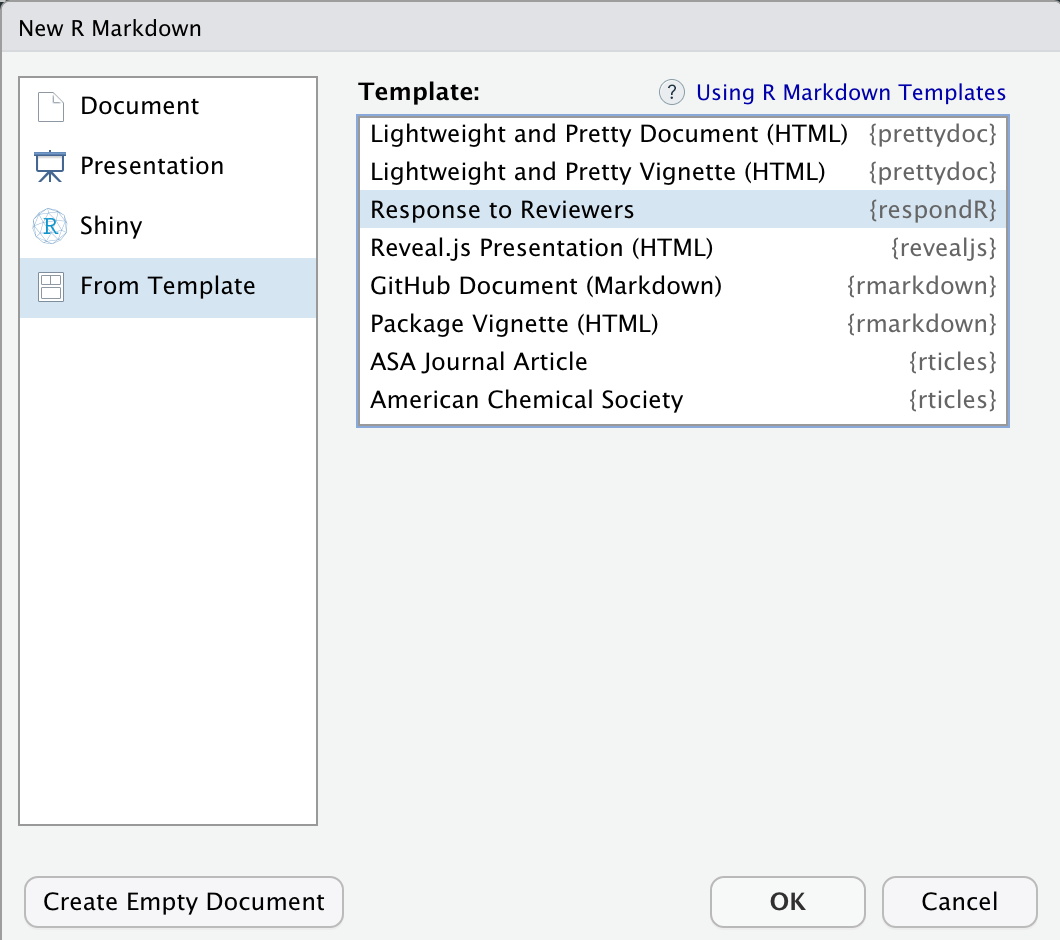 New R Markdown
Document
Presentation
R
Shiny
From Template
Template:
? Using R Markdown Templates
Lightweight and Pretty Document (HTML) {prettydoc}
Lightweight and Pretty Vignette (HTML) {prettydoc}
Response to Reviewers {respondR}
Reveal.js Presentation (HTML) {revealjs}
GitHub Document (Markdown) {rmarkdown}
Package Vignette (HTML) {rmarkdown}
ASA Journal Article {rticles}
American Chemical Society {rticles}
Create Empty Document
OK
Cancel